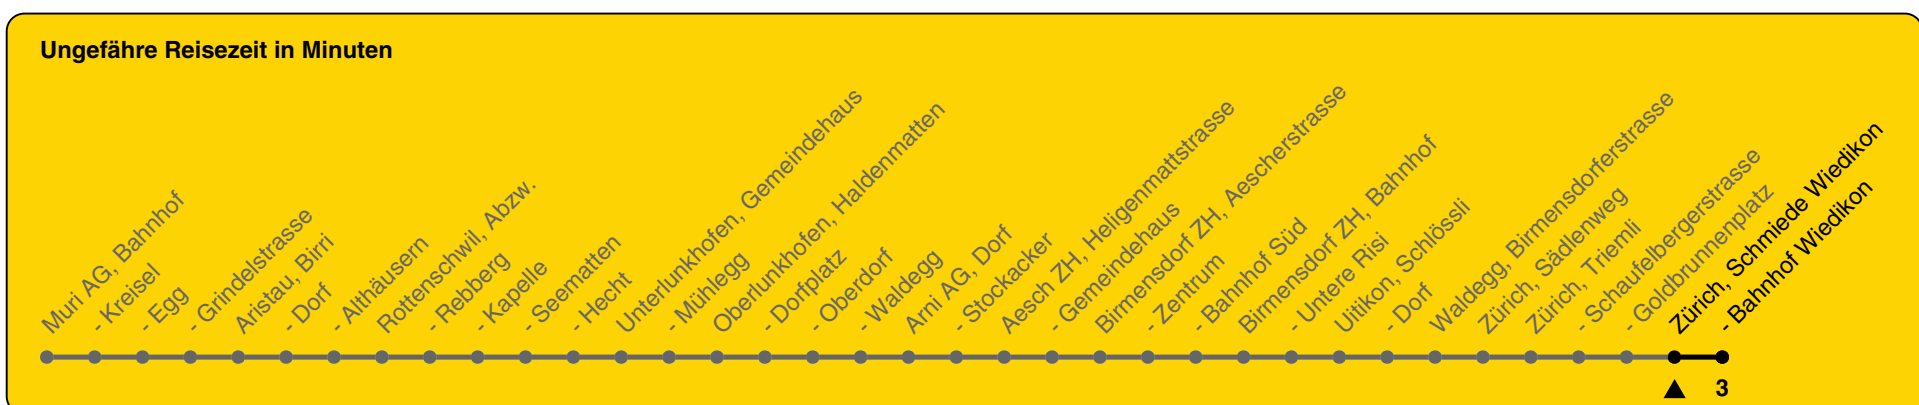 Ungefähre Reisezeit in Minuten
Muri AG, Bahnhof
- Kreisel
- Egg
- Grindelstrasse
Aristau, Birri
- Dorf
- Althäusern
Rottenschwil, Abzw.
- Rebberg
- Kapelle
- Seematten
- Hecht
Unterlunkhofen, Gemeindehaus
- Mühlegg
Oberlunkhofen, Haldenmatten
- Dorfplatz
- Oberdorf
- Waldegg
Arni AG, Dorf
- Stockacker
Aesch ZH, Heligenmattstrasse
- Gemeindehaus
Birmensdorf ZH, Aescherstrasse
- Zentrum
- Bahnhof Süd
Birmensdorf ZH, Bahnhof
- Untere Risi
Uitikon, Schlössli
- Dorf
Waldegg, Birmensdorferstrasse
Zürich, Sädlenweg
Zürich, Triemli
- Schaufelbergerstrasse
- Goldbrunnenplatz
Zürich, Schmiede Wiedikon
- Bahnhof Wiedikon
3